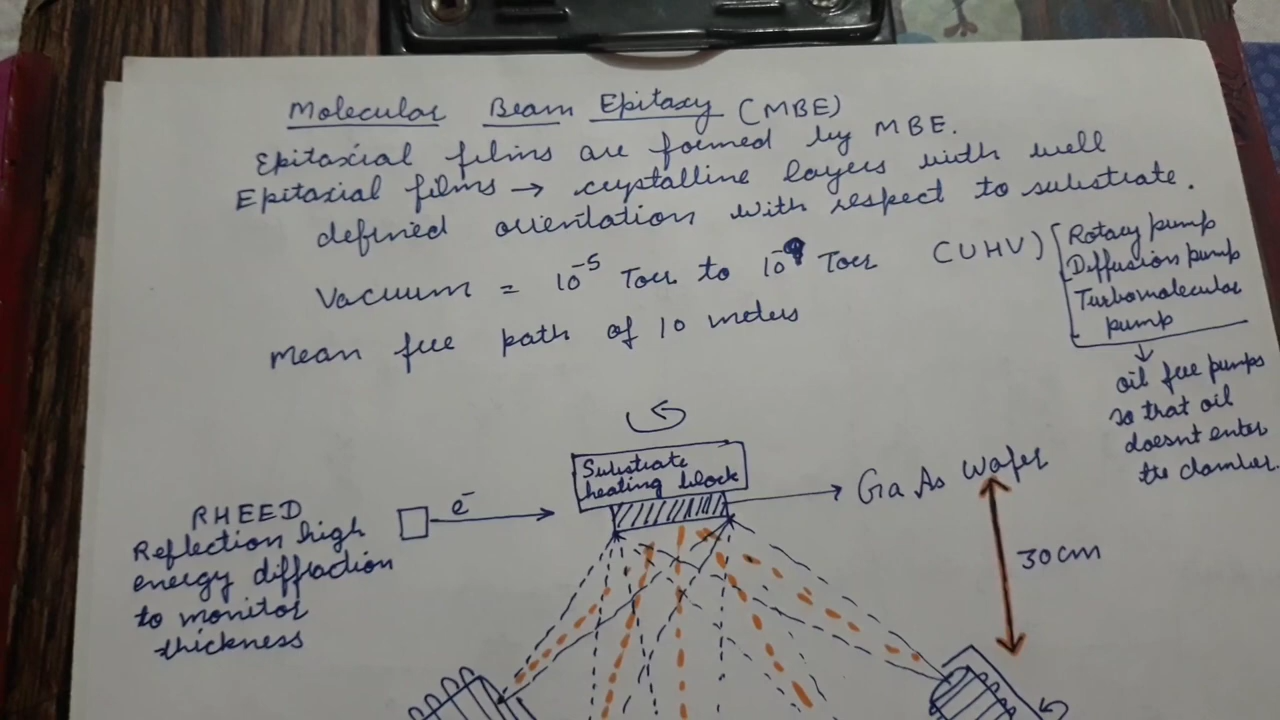 Molecular Beam Epitaxy (MBE)
Epitaxial films are formed by MBE.
Epitaxial films → crystalline layers with well
defined orientation with respect to substrate.
Vacuum = 10⁻⁵ Torr to 10⁻⁹ Torr (UHV)
Rotary pump
Diffusion pump
Turbomolecular
pump
oil free pumps
so that oil
doesnt enter
the chamber.
Mean free path of 10 meters
Substrate
heating block
GaAs Wafer
30cm
e⁻
RHEED
Reflection high
energy diffraction
to monitor
thickness